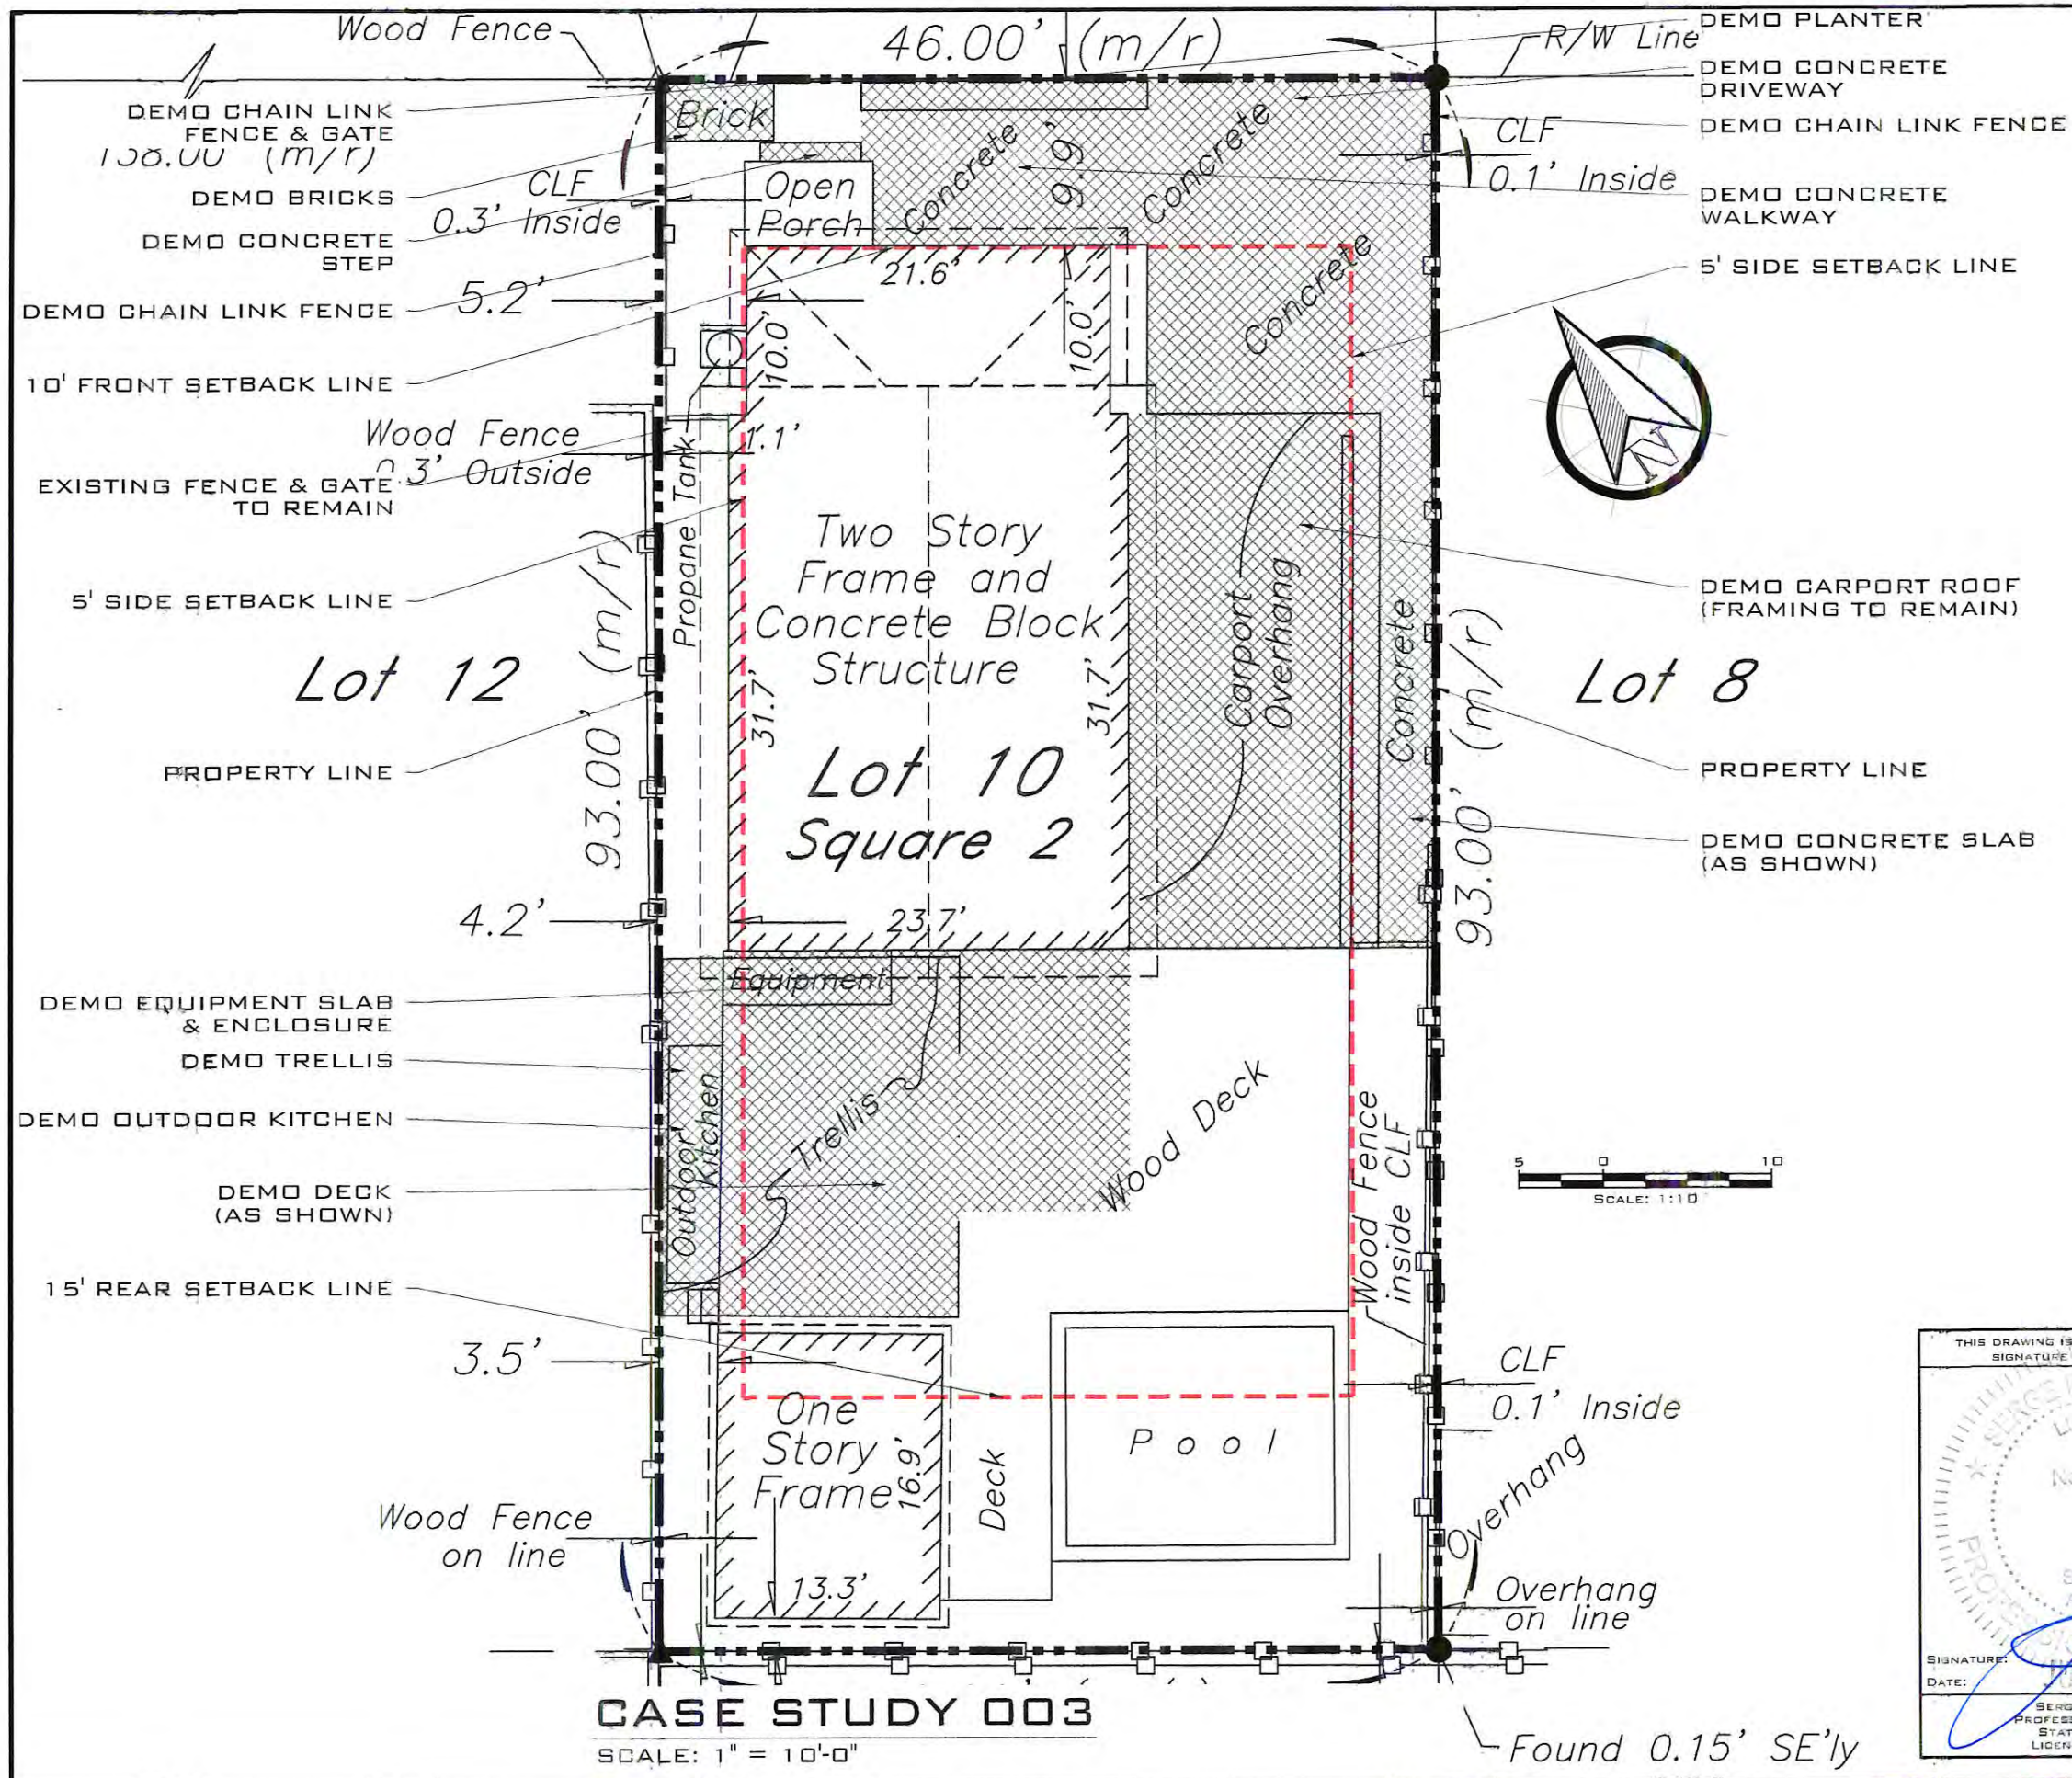 Wood Fence
46.00' (m/r)
R/W Line
DEMO PLANTER
DEMO CONCRETE
DRIVEWAY
DEMO CHAIN LINK FENCE
DEMO CONCRETE
WALKWAY
5' SIDE SETBACK LINE
DEMO CHAIN LINK
FENCE & GATE
(m/r)
DEMO BRICKS
DEMO CONCRETE
STEP
DEMO CHAIN LINK FENCE
10' FRONT SETBACK LINE
EXISTING FENCE & GATE
TO REMAIN
5' SIDE SETBACK LINE
Lot 12
PROPERTY LINE
CLF
0.3' Inside
5.2'
Wood Fence
3' Outside
93.00' (m/r)
4.2'
Brick
Open
Porch
Concrete
9.9'
Concrete
Concrete
CLF
0.1' Inside
21.6'
10.0'
10.0'
1.1'
Propane Tank
Two Story
Frame and
Concrete Block
Structure
31.7'
31.7'
Lot 10
Square 2
23.7'
Carport
Overhang
Concrete
93.00' (m/r)
N
DEMO CARPORT ROOF
(FRAMING TO REMAIN)
Lot 8
PROPERTY LINE
DEMO CONCRETE SLAB
(AS SHOWN)
DEMO EQUIPMENT SLAB
& ENCLOSURE
DEMO TRELLIS
DEMO OUTDOOR KITCHEN
DEMO DECK
(AS SHOWN)
15' REAR SETBACK LINE
Equipment
Outdoor
Kitchen
Trellis
Wood Deck
Wood Fence
inside CLF
5 0 10
SCALE: 1:10
3.5'
One
Story
Frame
16.9'
13.3'
Deck
Pool
CLF
0.1' Inside
Overhang
Overhang
on line
Wood Fence
on line
CASE STUDY 003
SCALE: 1" = 10'-0"
Found 0.15' SE'ly
THIS DRAWING IS
SIGNATURE
SIGNATURE:
DATE: